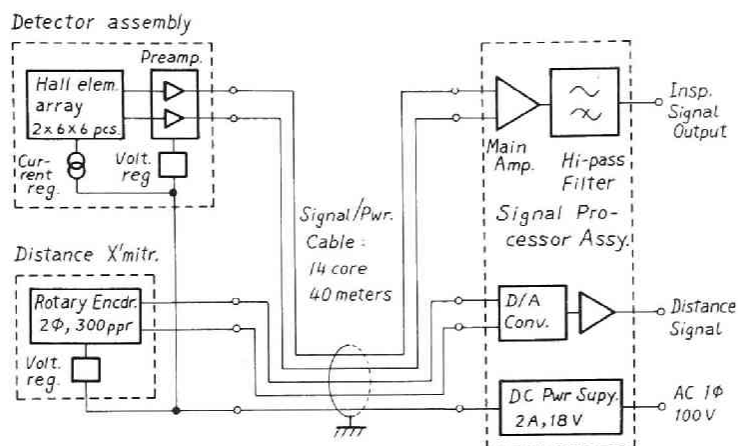 Detector assembly
Preamp.
Hall elem.
array
2×6×6 pcs.
Cur-
rent
reg.
Volt.
reg
Distance X'mitr.
Rotary Encdr.
2Φ, 300ppr
Volt.
reg.
Signal/Pwr.
Cable :
14 core
40 meters
Main
Amp.
Hi-pass
Filter
Signal Pro-
cessor Assy.
D/A
Conv.
DC Pwr Supy.
2A, 18V
Insp.
Signal
Output
Distance
Signal
AC 1Φ
100V